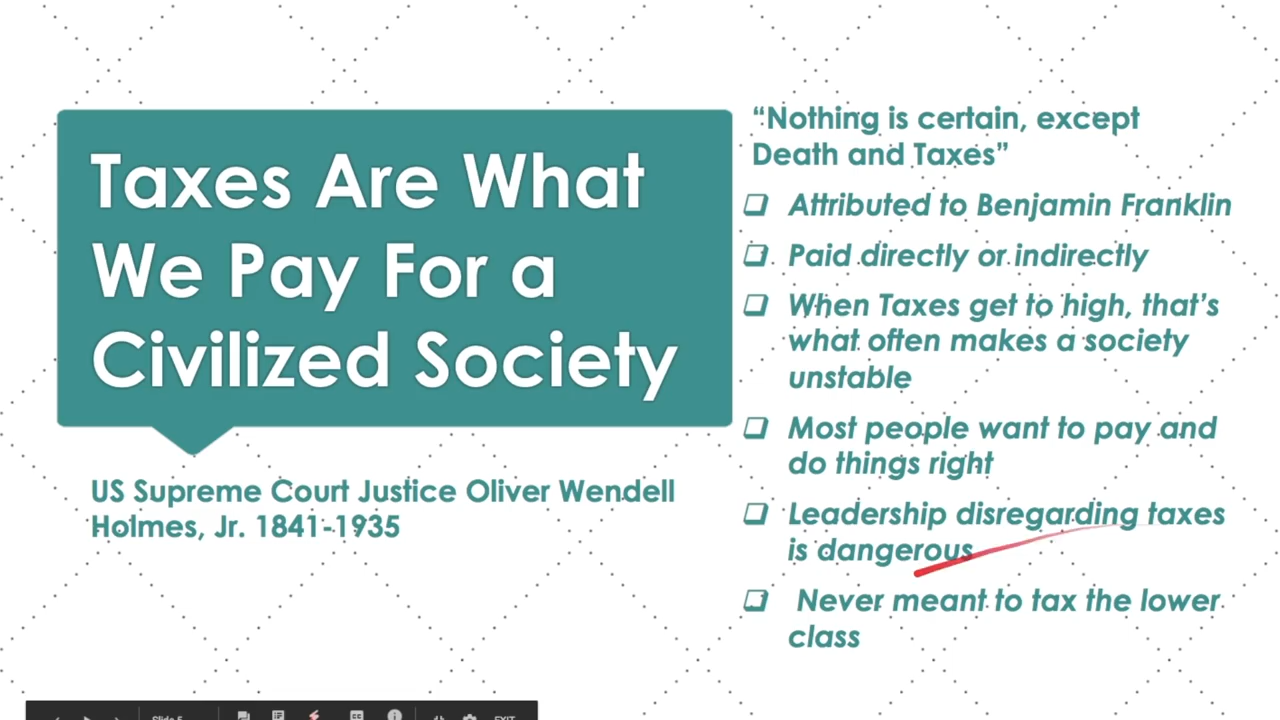 Taxes Are What
We Pay For a
Civilized Society
US Supreme Court Justice Oliver Wendell
Holmes, Jr. 1841-1935
“Nothing is certain, except
Death and Taxes”
Attributed to Benjamin Franklin
Paid directly or indirectly
When Taxes get to high, that’s
what often makes a society
unstable
Most people want to pay and
do things right
Leadership disregarding taxes
is dangerous
Never meant to tax the lower
class
Slide 5
EXIT